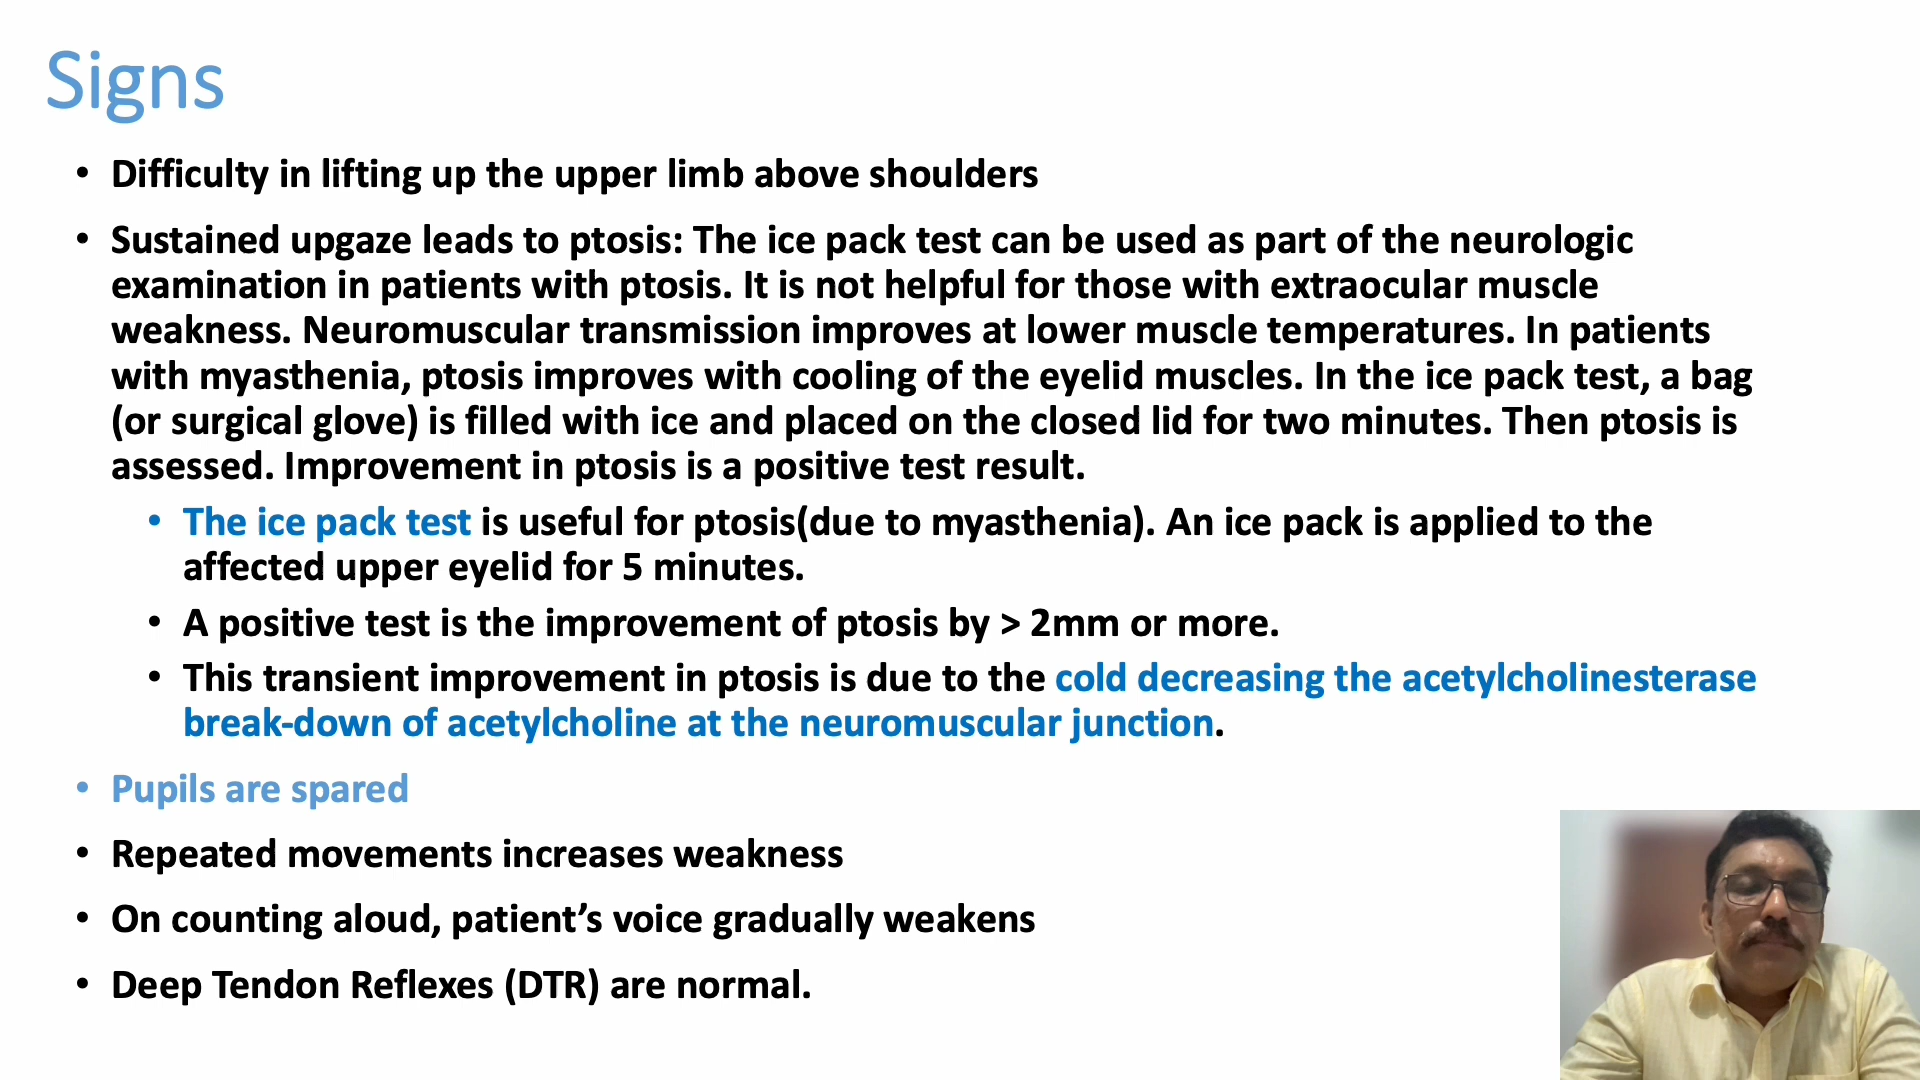 Signs
• Difficulty in lifting up the upper limb above shoulders
• Sustained upgaze leads to ptosis: The ice pack test can be used as part of the neurologic
examination in patients with ptosis. It is not helpful for those with extraocular muscle
weakness. Neuromuscular transmission improves at lower muscle temperatures. In patients
with myasthenia, ptosis improves with cooling of the eyelid muscles. In the ice pack test, a bag
(or surgical glove) is filled with ice and placed on the closed lid for two minutes. Then ptosis is
assessed. Improvement in ptosis is a positive test result.
• The ice pack test is useful for ptosis(due to myasthenia). An ice pack is applied to the
affected upper eyelid for 5 minutes.
• A positive test is the improvement of ptosis by > 2mm or more.
• This transient improvement in ptosis is due to the cold decreasing the acetylcholinesterase
break-down of acetylcholine at the neuromuscular junction.
• Pupils are spared
• Repeated movements increases weakness
• On counting aloud, patient’s voice gradually weakens
• Deep Tendon Reflexes (DTR) are normal.